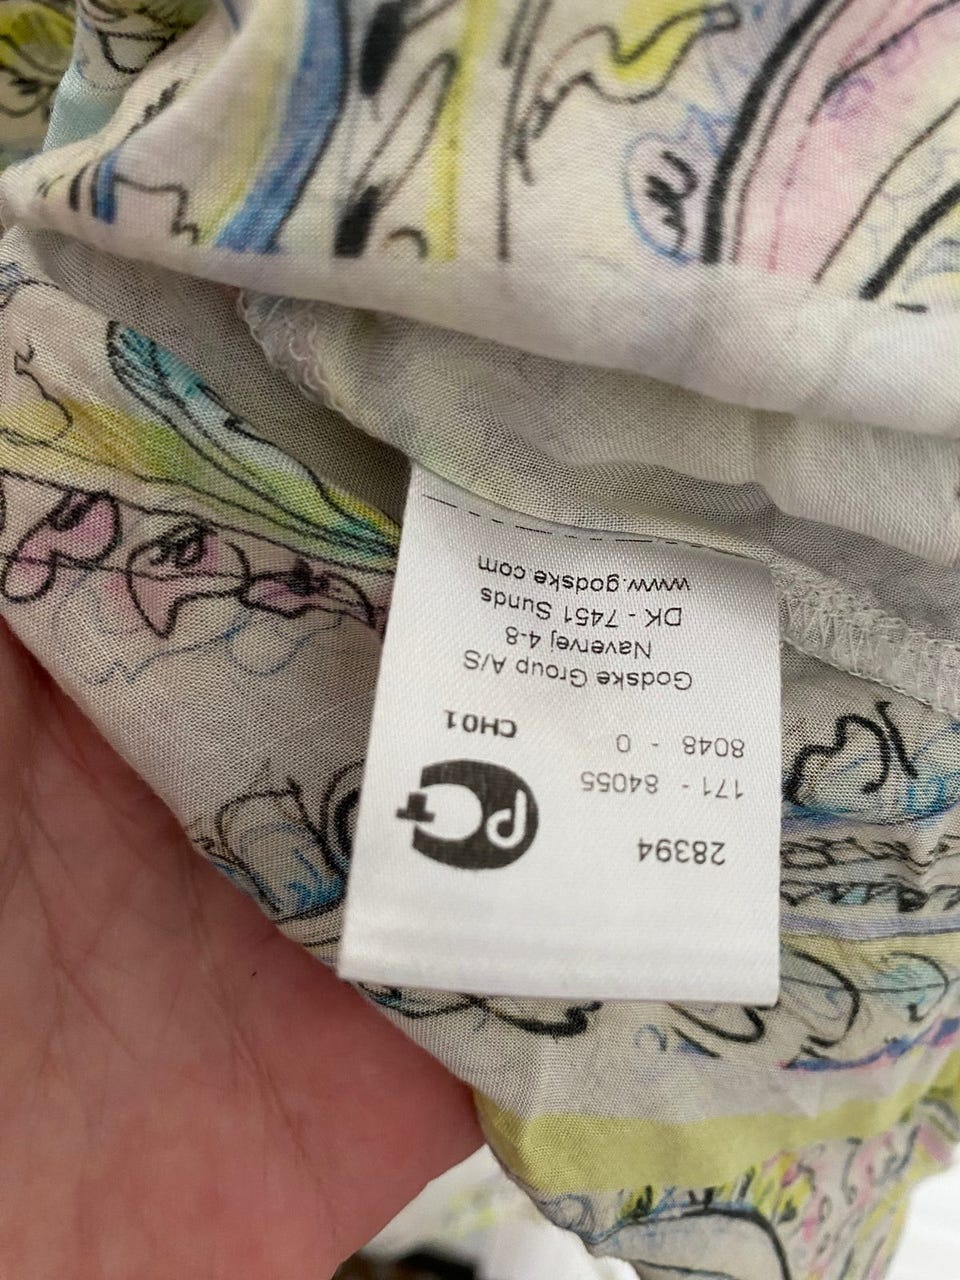 28394
171 - 84055
8048 - 0
CH01
Godske Group A/S
Navervej 4-8
DK - 7451 Sunds
www.godske com